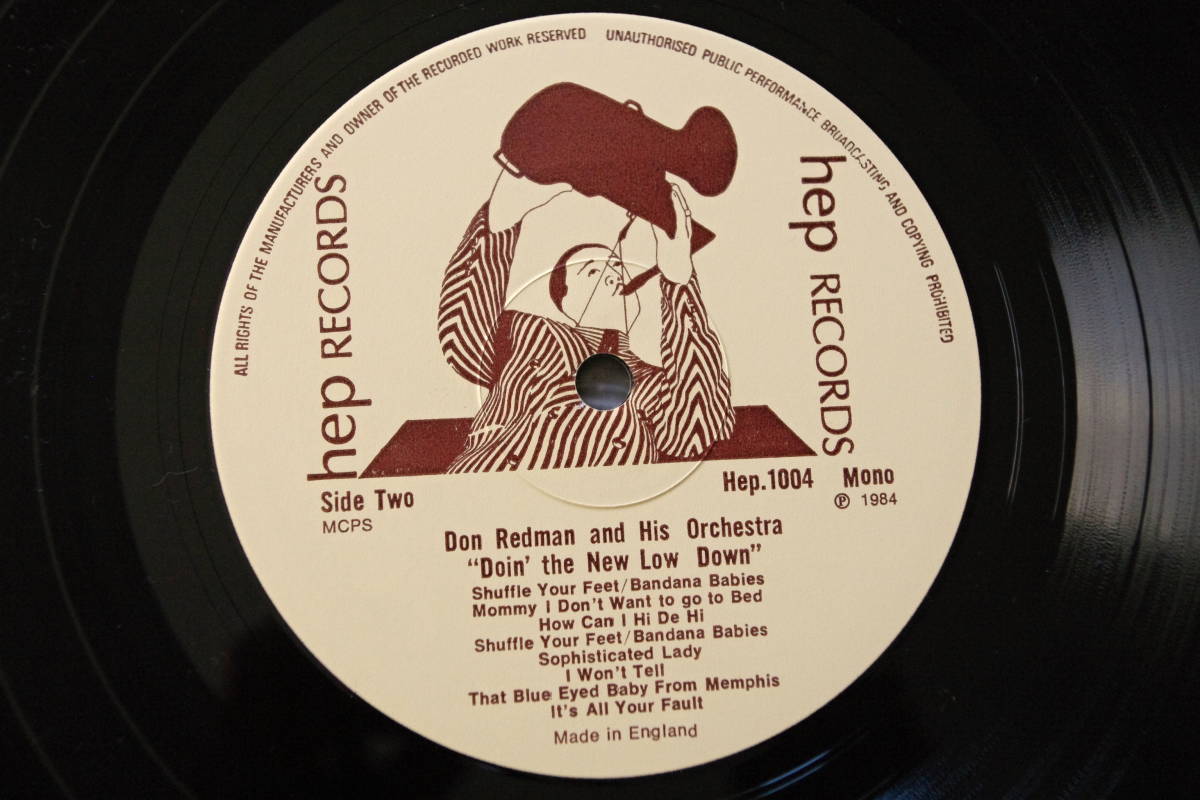 ALL RIGHTS OF THE MANUFACTURERS AND OWNER OF THE RECORDED WORK RESERVED UNAUTHORISED PUBLIC PERFORMANCE BROADCASTING AND COPYING PROHIBITED
hep RECORDS
hep RECORDS
Side Two
MCPS
Hep.1004 Mono
℗ 1984
Don Redman and His Orchestra
"Doin' the New Low Down"
Shuffle Your Feet/Bandana Babies
Mommy I Don't Want to go to Bed
How Can I Hi De Hi
Shuffle Your Feet/Bandana Babies
Sophisticated Lady
I Won't Tell
That Blue Eyed Baby From Memphis
It's All Your Fault
Made in England